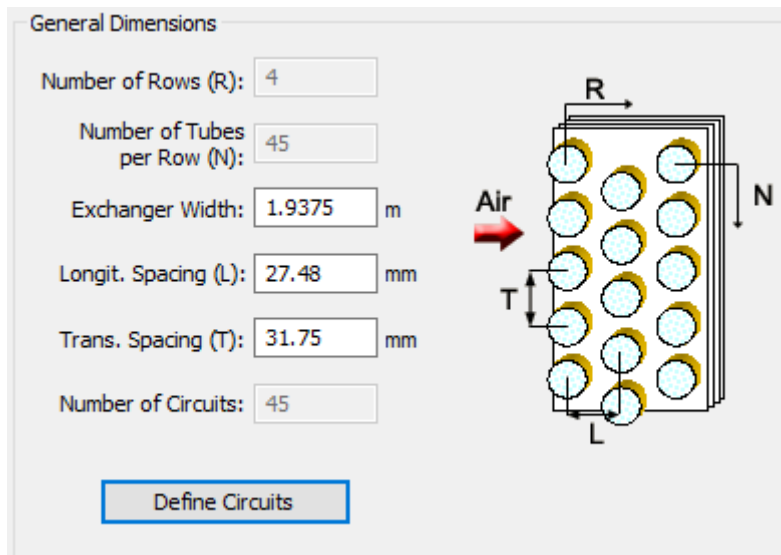 General Dimensions
Number of Rows (R): 4
Number of Tubes
per Row (N): 45
Exchanger Width: 1.9375 m
Longit. Spacing (L): 27.48 mm
Trans. Spacing (T): 31.75 mm
Number of Circuits: 45
Define Circuits
R
N
Air
T
L